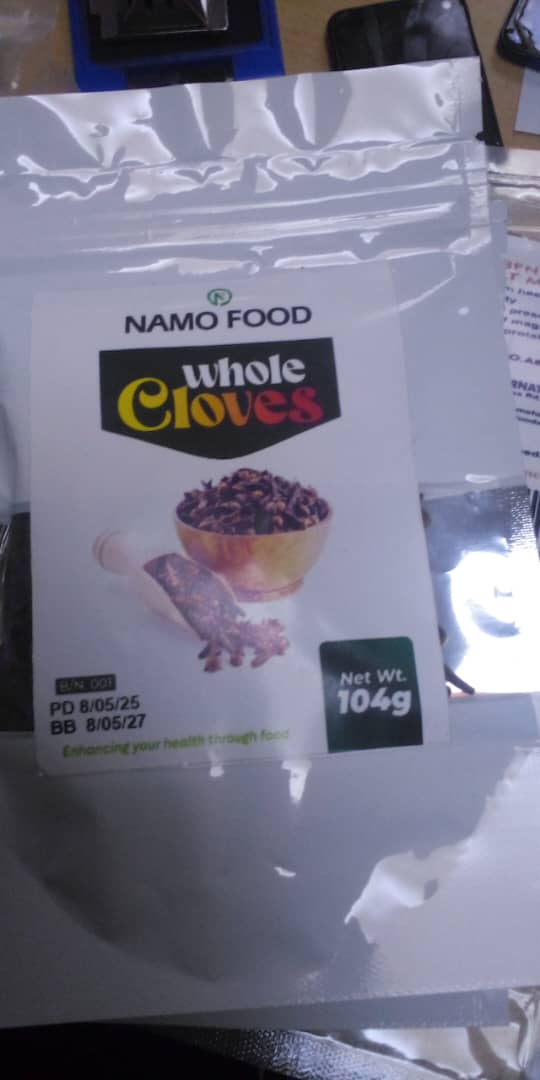 NAMO FOOD
whole
Cloves
Net Wt.
104g
B/N: 001
PD 8/05/25
BB 8/05/27
Enhancing your health through food